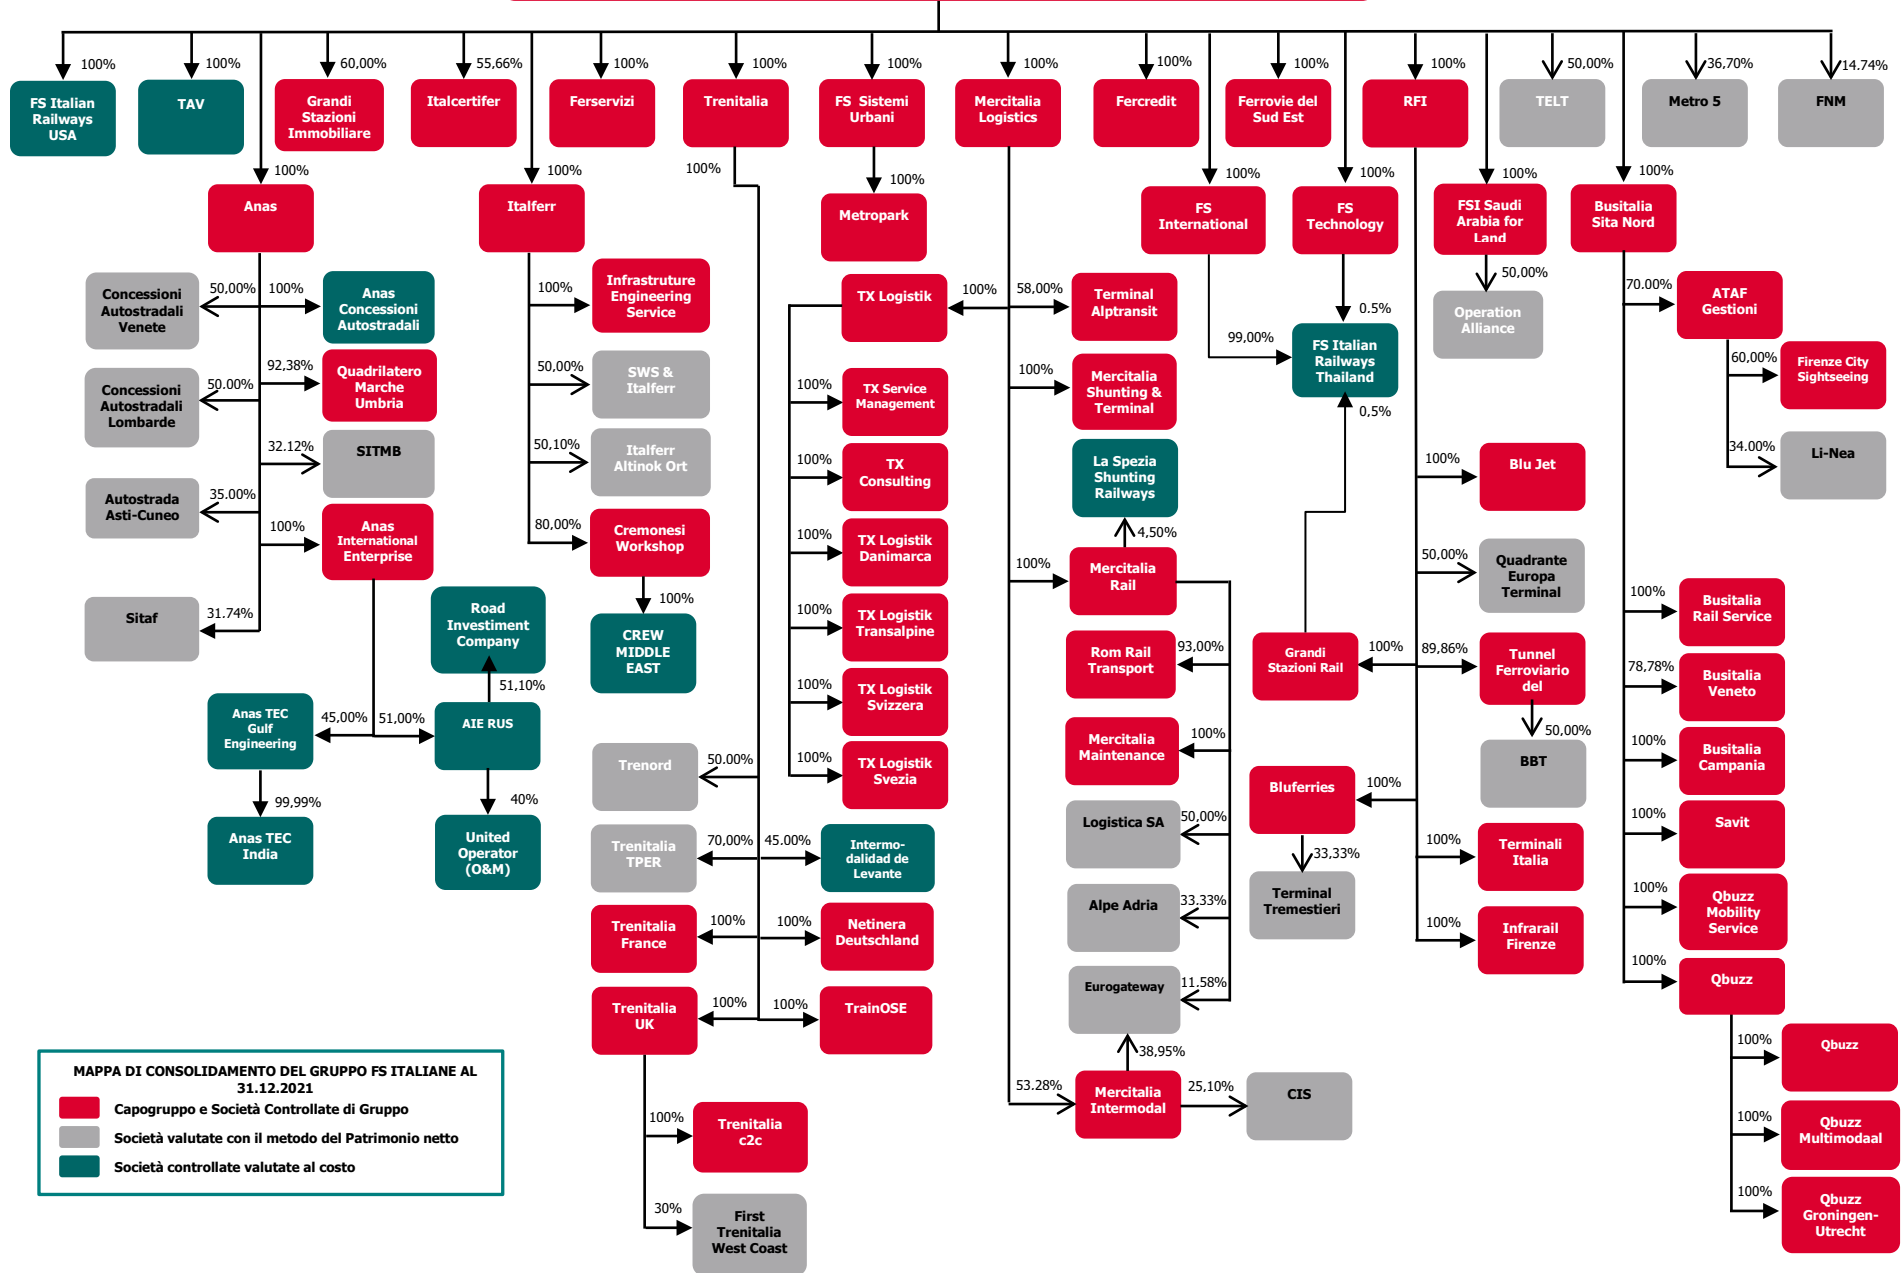 100%
100%
60,00%
55,66%
100%
100%
100%
100%
100%
100%
100%
50,00%
36,70%
14.74%
FS Italian
Railways
USA
TAV
Grandi
Stazioni
Immobiliare
Italcertifer
Ferservizi
Trenitalia
FS Sistemi
Urbani
Mercitalia
Logistics
Fercredit
Ferrovie del
Sud Est
RFI
TELT
Metro 5
FNM
100%
100%
100%
100%
100%
100%
100%
100%
Anas
Italferr
Metropark
FS
International
FS
Technology
FSI Saudi
Arabia for
Land
Busitalia
Sita Nord
Concessioni
Autostradali
Venete
50,00%
100%
Anas
Concessioni
Autostradali
100%
Infrastruture
Engineering
Service
TX Logistik
100%
58,00%
Terminal
Alptransit
99,00%
0.5%
FS Italian
Railways
Thailand
0,5%
50,00%
Operation
Alliance
70.00%
ATAF
Gestioni
60,00%
Firenze City
Sightseeing
34.00%
Li-Nea
Concessioni
Autostradali
Lombarde
50.00%
92,38%
Quadrilatero
Marche
Umbria
50,00%
SWS &
Italferr
100%
TX Service
Management
100%
Mercitalia
Shunting &
Terminal
32.12%
SITMB
50,10%
Italferr
Altinok Ort
100%
TX
Consulting
La Spezia
Shunting
Railways
4,50%
100%
Blu Jet
Autostrada
Asti-Cuneo
35.00%
100%
Anas
International
Enterprise
80,00%
Cremonesi
Workshop
100%
TX Logistik
Danimarca
100%
Mercitalia
Rail
50,00%
Quadrante
Europa
Terminal
Sitaf
31.74%
Road
Investiment
Company
51,10%
100%
CREW
MIDDLE
EAST
100%
TX Logistik
Transalpine
Rom Rail
Transport
93,00%
Grandi
Stazioni Rail
100%
89,86%
Tunnel
Ferroviario
del
50,00%
BBT
100%
Busitalia
Rail Service
78,78%
Busitalia
Veneto
Anas TEC
Gulf
Engineering
45,00%
51,00%
AIE RUS
100%
TX Logistik
Svizzera
Mercitalia
Maintenance
100%
100%
Busitalia
Campania
99,99%
40%
Trenord
50.00%
100%
TX Logistik
Svezia
Bluferries
100%
33,33%
Terminal
Tremestieri
Anas TEC
India
United
Operator
(O&M)
Trenitalia
TPER
70,00%
45.00%
Intermo-
dalidad de
Levante
Logistica SA
50,00%
100%
Terminali
Italia
100%
Savit
Trenitalia
France
100%
100%
Netinera
Deutschland
Alpe Adria
33.33%
100%
Infrarail
Firenze
100%
Qbuzz
Mobility
Service
Trenitalia
UK
100%
100%
TrainOSE
Eurogateway
11.58%
38,95%
100%
Qbuzz
53.28%
Mercitalia
Intermodal
25,10%
CIS
100%
Qbuzz
100%
Qbuzz
Multimodaal
100%
Qbuzz
Groningen-
Utrecht
100%
Trenitalia
c2c
30%
First
Trenitalia
West Coast
MAPPA DI CONSOLIDAMENTO DEL GRUPPO FS ITALIANE AL
31.12.2021
Capogruppo e Società Controllate di Gruppo
Società valutate con il metodo del Patrimonio netto
Società controllate valutate al costo